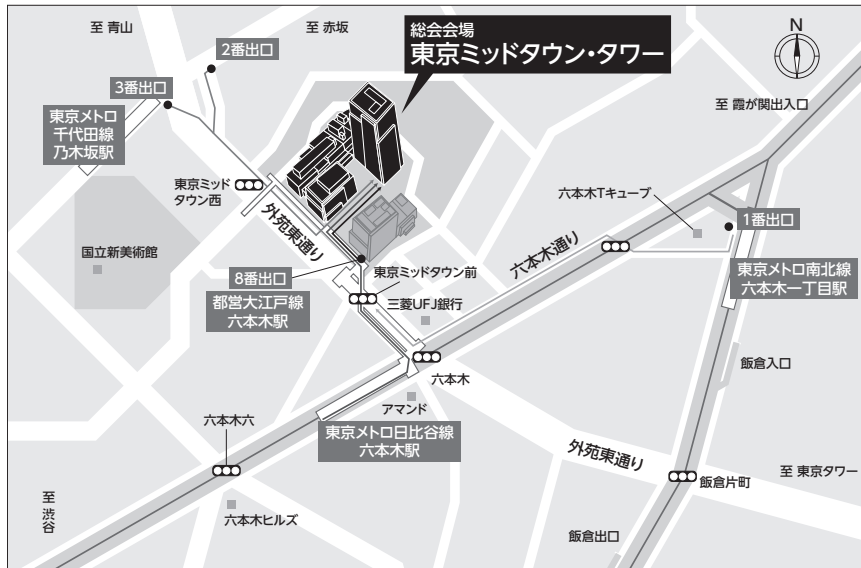 至 青山
至 赤坂
総会会場
東京ミッドタウン・タワー
N
2番出口
3番出口
東京メトロ
千代田線
乃木坂駅
至 霞が関出入口
東京ミッド
タウン西
外苑東通り
六本木Tキューブ
1番出口
国立新美術館
六本木通り
東京メトロ南北線
六本木一丁目駅
8番出口
東京ミッドタウン前
都営大江戸線
六本木駅
三菱UFJ銀行
飯倉入口
六本木
アマンド
六本木六
東京メトロ日比谷線
六本木駅
外苑東通り
至 東京タワー
飯倉片町
至 渋谷
六本木ヒルズ
飯倉出口